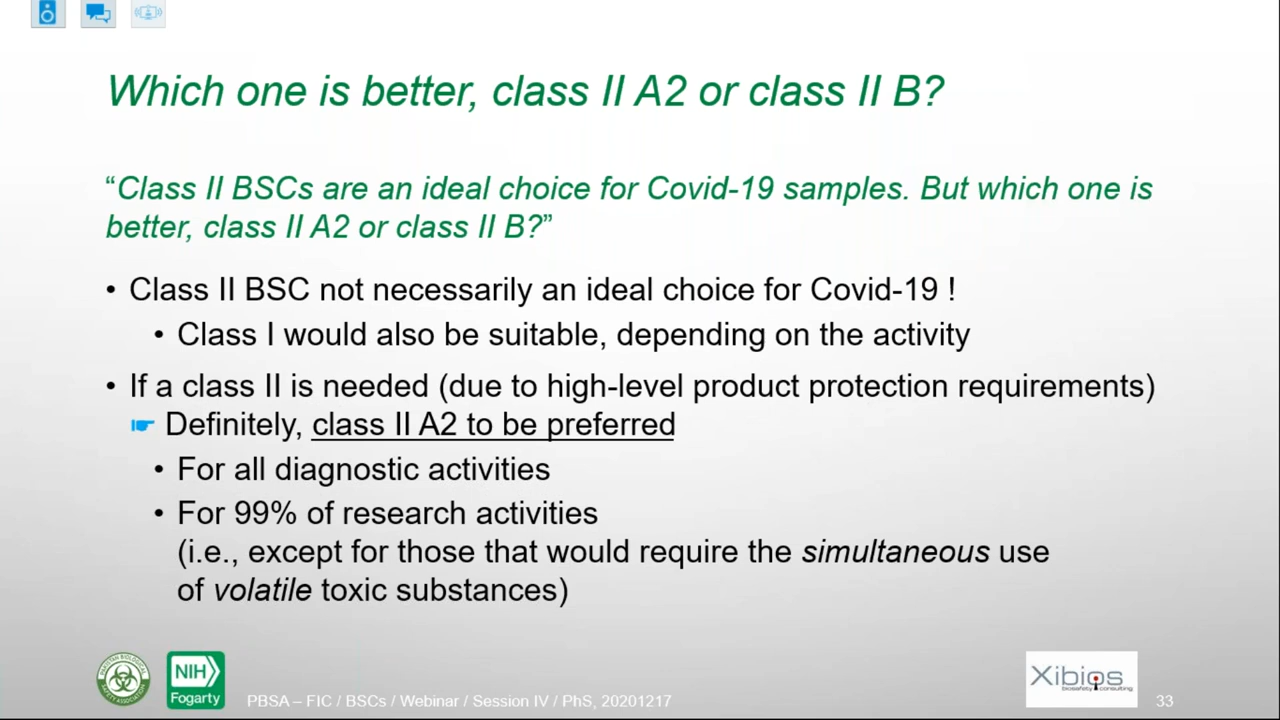 Which one is better, class II A2 or class II B?
“Class II BSCs are an ideal choice for Covid-19 samples. But which one is
better, class II A2 or class II B?”
• Class II BSC not necessarily an ideal choice for Covid-19 !
• Class I would also be suitable, depending on the activity
• If a class II is needed (due to high-level product protection requirements)
☛ Definitely, class II A2 to be preferred
• For all diagnostic activities
• For 99% of research activities
(i.e., except for those that would require the simultaneous use
of volatile toxic substances)
NIH
Fogarty
PBSA – FIC / BSCs / Webinar / Session IV / PhS, 20201217
Xibios
biosafety consulting
33